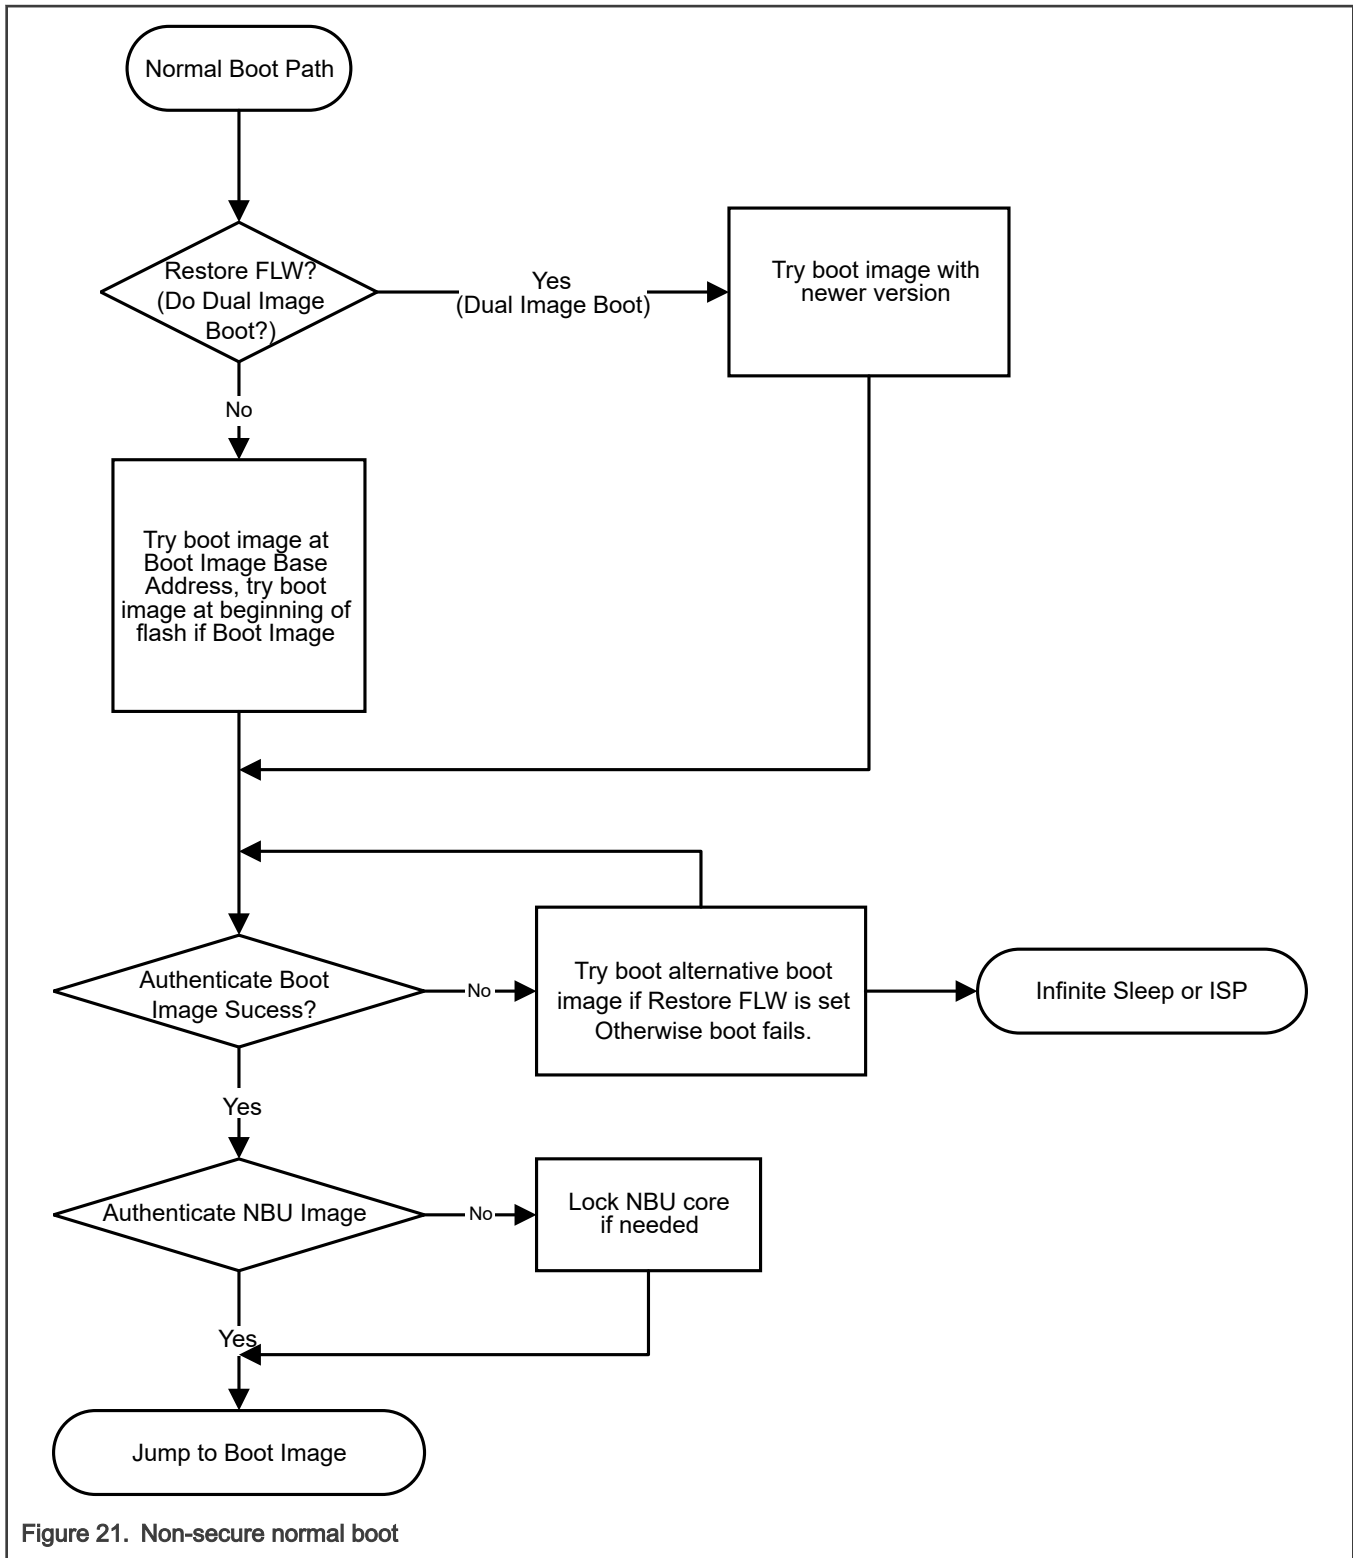 Normal Boot Path
Restore FLW?
(Do Dual Image
Boot?)
Yes
(Dual Image Boot)
Try boot image with
newer version
No
Try boot image at
Boot Image Base
Address, try boot
image at beginning of
flash if Boot Image
Authenticate Boot
Image Sucess?
No
Try boot alternative boot
image if Restore FLW is set
Otherwise boot fails.
Infinite Sleep or ISP
Yes
Authenticate NBU Image
No
Lock NBU core
if needed
Yes
Jump to Boot Image
Figure 21. Non-secure normal boot